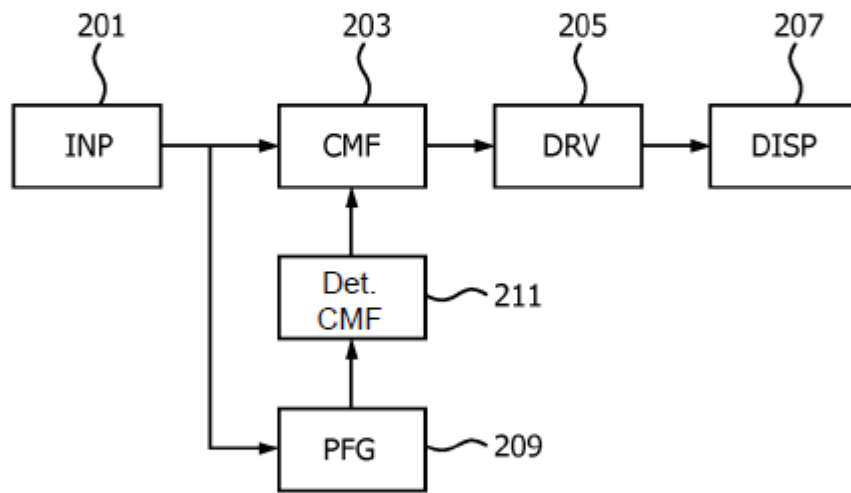 201 203 205 207
INP CMF DRV DISP
Det.
CMF
211
PFG 209